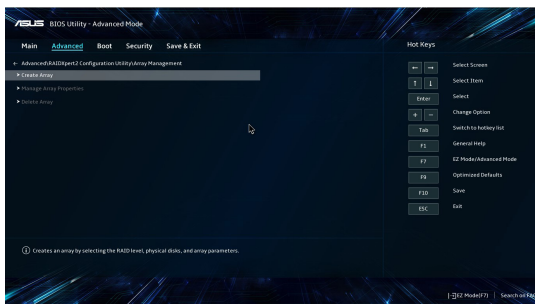 ASUS BIOS Utility - Advanced Mode
Main Advanced Boot Security Save & Exit
Hot Keys
← Advanced\RAIDXpert2 Configuration Utility\Array Management
▶ Create Array
▶ Manage Array Properties
▶ Delete Array
← → Select Screen
↑ ↓ Select Item
Enter Select
+ − Change Option
Tab Switch to hotkey list
F1 General Help
F7 EZ Mode/Advanced Mode
F9 Optimized Defaults
F10 Save
ESC Exit
Creates an array by selecting the RAID level, physical disks, and array parameters.
EZ Mode(F7) | Search on